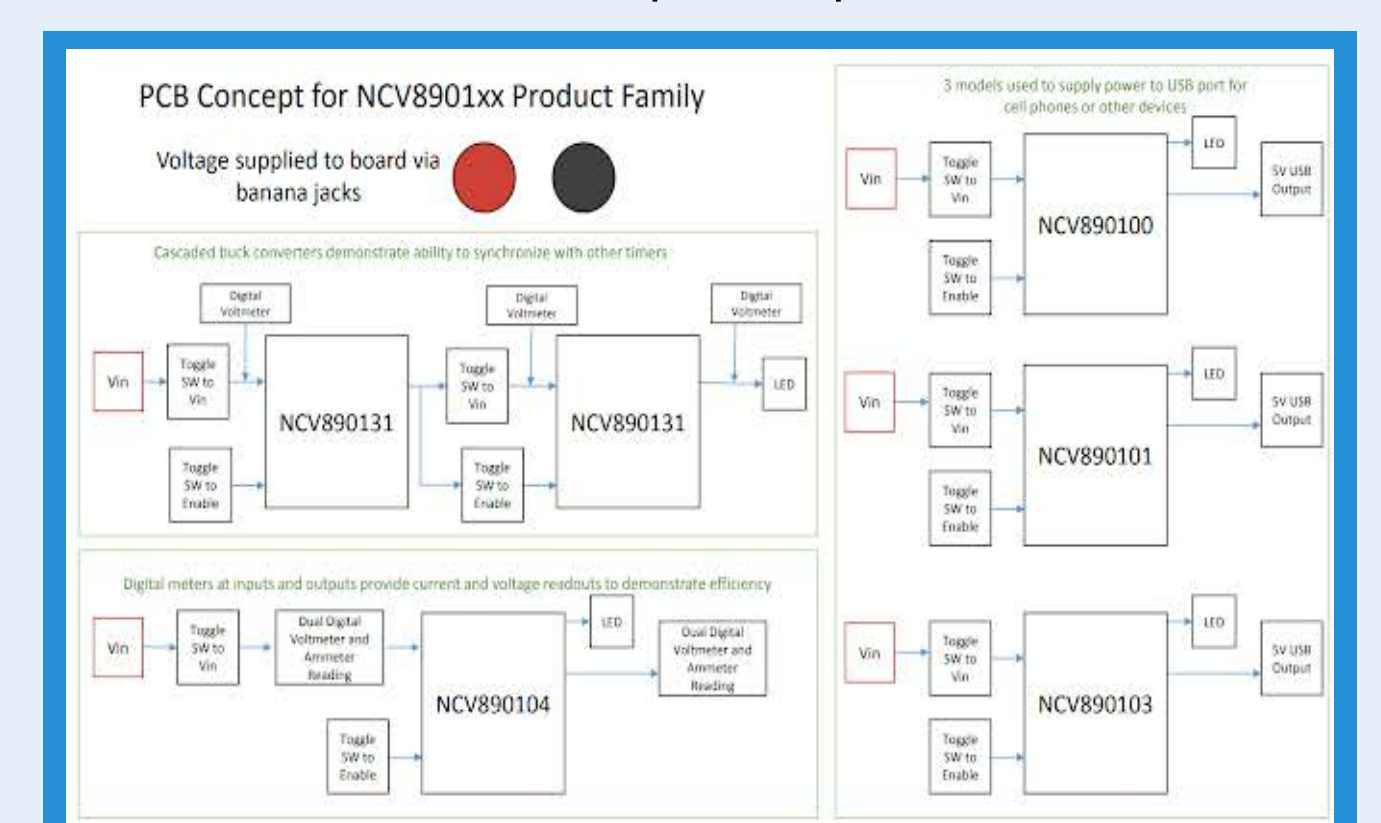 PCB Concept for NCV8901xx Product Family
Voltage supplied to board via
banana jacks
Cascaded buck converters demonstrate ability to synchronize with other timers
Digital
Voltmeter
Digital
Voltmeter
Digital
Voltmeter
Vin
Toggle
SW to
Vin
NCV890131
Toggle
SW to
Vin
NCV890131
LED
Toggle
SW to
Enable
Toggle
SW to
Enable
Digital meters at inputs and outputs provide current and voltage readouts to demonstrate efficiency
Vin
Toggle
SW to
Vin
Dual Digital
Voltmeter and
Ammeter
Reading
NCV890104
LED
Dual Digital
Voltmeter and
Ammeter
Reading
Toggle
SW to
Enable
3 models used to supply power to USB port for
cell phones or other devices
Vin
Toggle
SW to
Vin
NCV890100
LED
5V USB
Output
Toggle
SW to
Enable
Vin
Toggle
SW to
Vin
NCV890101
LED
5V USB
Output
Toggle
SW to
Enable
Vin
Toggle
SW to
Vin
NCV890103
LED
5V USB
Output
Toggle
SW to
Enable